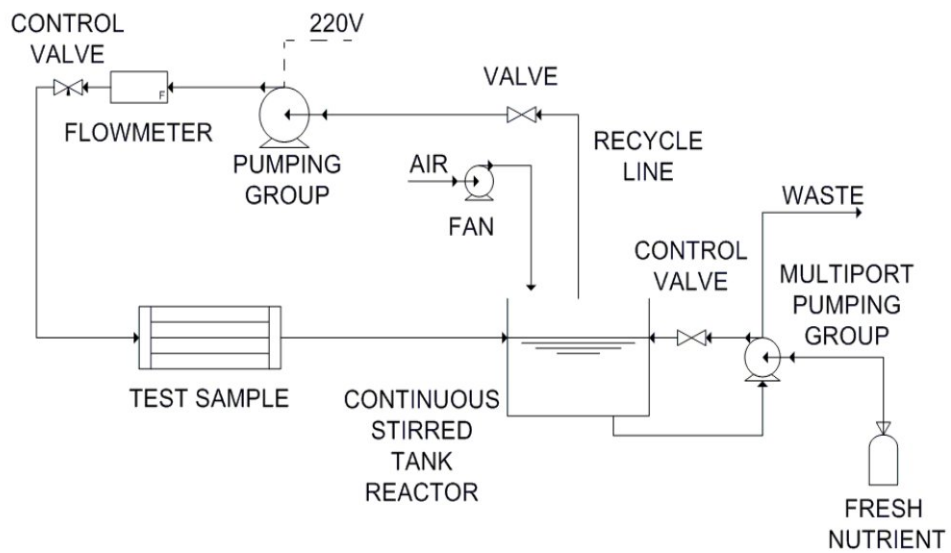 CONTROL
VALVE
220V
F
FLOWMETER
PUMPING
GROUP
VALVE
RECYCLE
LINE
AIR
FAN
WASTE
CONTROL
VALVE
MULTIPORT
PUMPING
GROUP
TEST SAMPLE
CONTINUOUS
STIRRED
TANK
REACTOR
FRESH
NUTRIENT